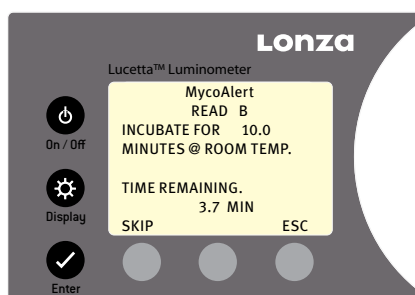 Lonza
Lucetta™ Luminometer
MycoAlert
READ B
INCUBATE FOR 10.0
MINUTES @ ROOM TEMP.
TIME REMAINING.
3.7 MIN
SKIP ESC
On / Off
Display
Enter